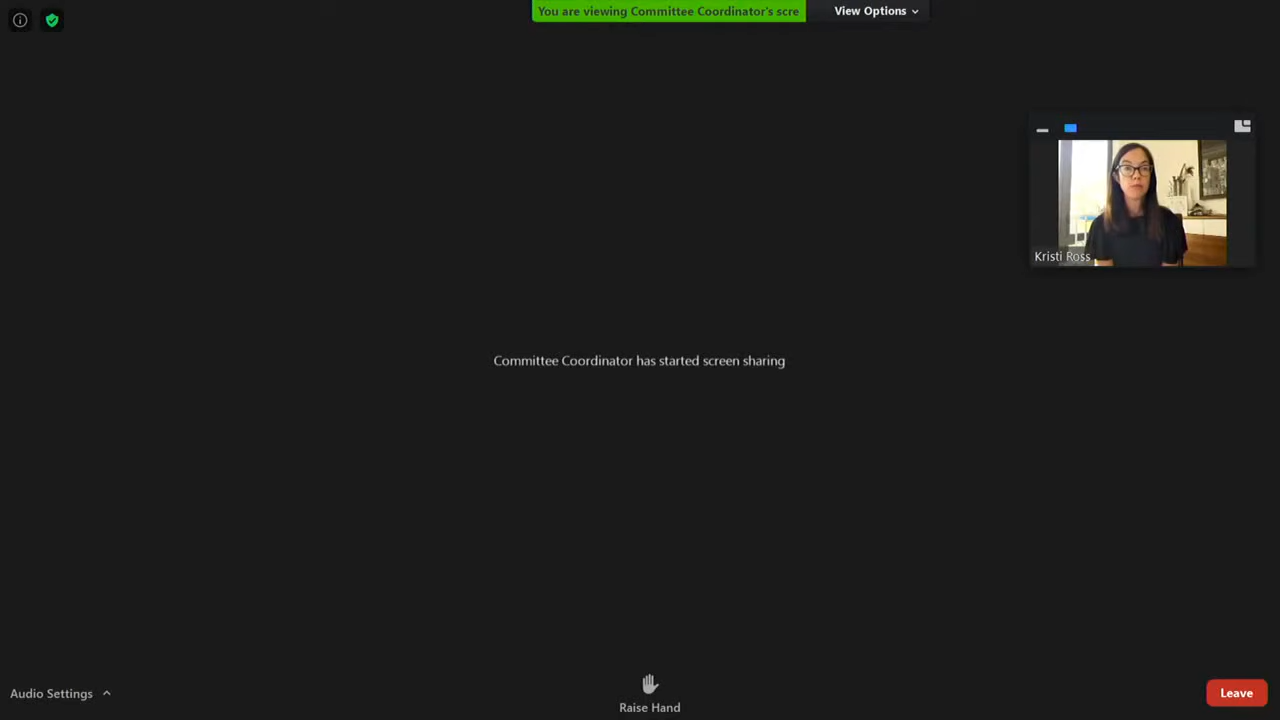 You are viewing Committee Coordinator's scre
View Options
Kristi Ross
Committee Coordinator has started screen sharing
Audio Settings
Raise Hand
Leave